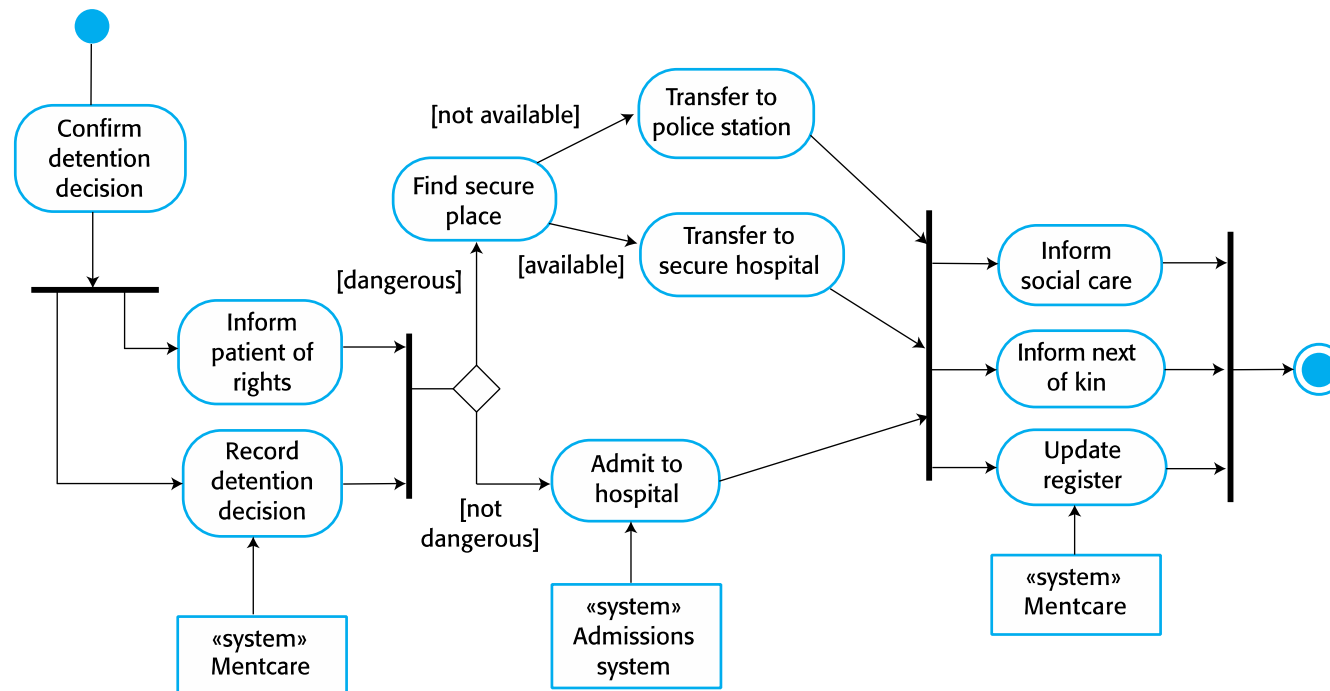 Confirm
detention
decision
Inform
patient of
rights
Record
detention
decision
«system»
Mentcare
[dangerous]
[not
dangerous]
Find secure
place
[not available]
[available]
Transfer to
police station
Transfer to
secure hospital
Admit to
hospital
«system»
Admissions
system
Inform
social care
Inform next
of kin
Update
register
«system»
Mentcare